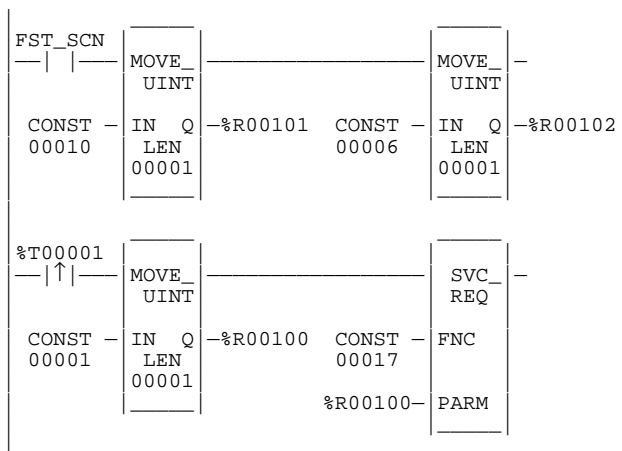 FST_SCN
MOVE_ MOVE_
UINT UINT
CONST IN Q %R00101 CONST IN Q %R00102
00010 LEN 00006 LEN
00001 00001
%T00001
↑ MOVE_ SVC_
UINT REQ
CONST IN Q %R00100 CONST FNC
00001 LEN 00017
00001
%R00100 PARM